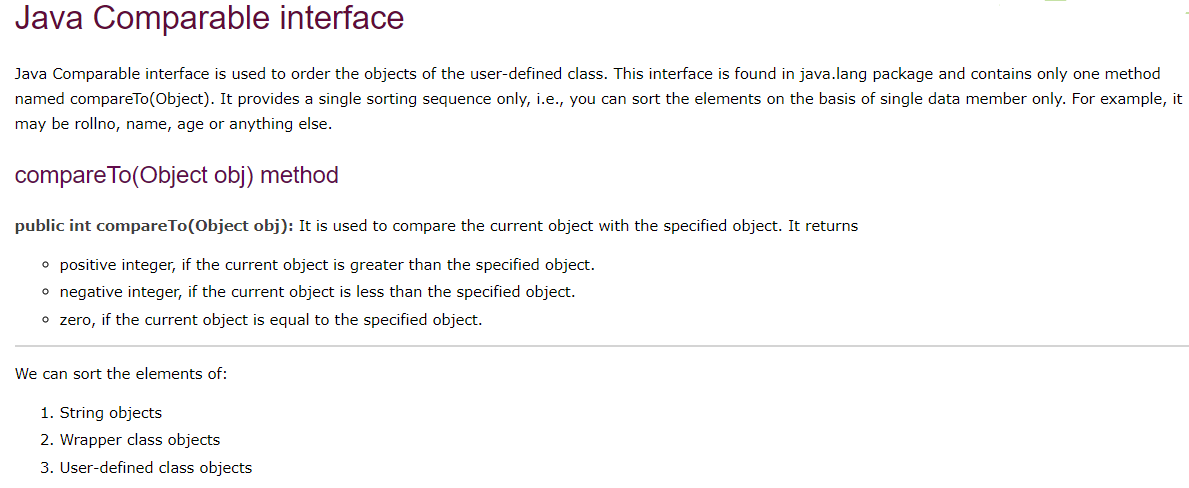 Java Comparable interface
Java Comparable interface is used to order the objects of the user-defined class. This interface is found in java.lang package and contains only one method
named compareTo(Object). It provides a single sorting sequence only, i.e., you can sort the elements on the basis of single data member only. For example, it
may be rollno, name, age or anything else.
compareTo(Object obj) method
public int compareTo(Object obj): It is used to compare the current object with the specified object. It returns
positive integer, if the current object is greater than the specified object.
negative integer, if the current object is less than the specified object.
zero, if the current object is equal to the specified object.
We can sort the elements of:
1. String objects
2. Wrapper class objects
3. User-defined class objects